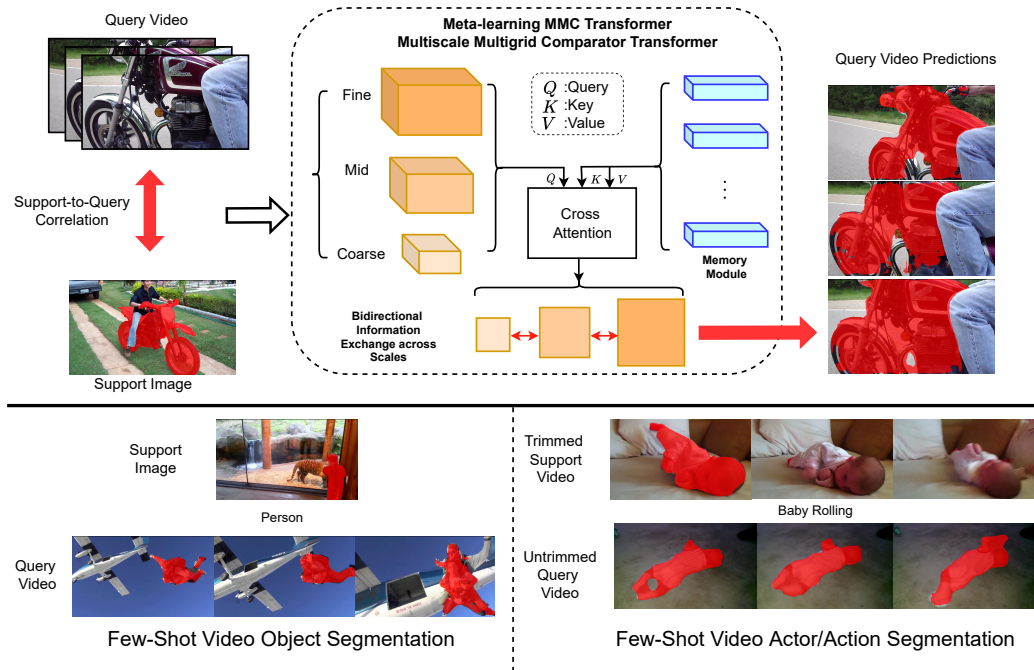 Query Video
Support-to-Query
Correlation
Support Image
Meta-learning MMC Transformer
Multiscale Multigrid Comparator Transformer
Fine
Mid
Coarse
Q :Query
K :Key
V :Value
Q K V
Cross
Attention
Memory
Module
Bidirectional
Information
Exchange across
Scales
Query Video Predictions
Support
Image
Person
Query
Video
Few-Shot Video Object Segmentation
Trimmed
Support
Video
Baby Rolling
Untrimmed
Query
Video
Few-Shot Video Actor/Action Segmentation